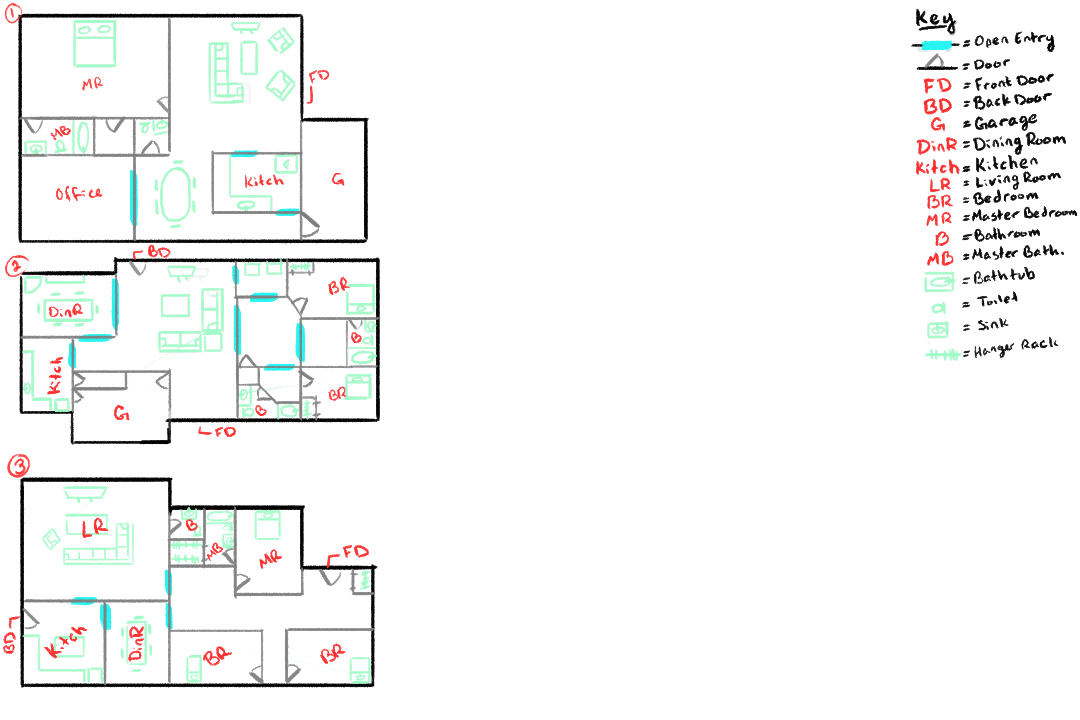 1
MR
FD
MB
Office
Kitch
G
2
BD
DinR
BR
B
Kitch
G
B
BR
FD
3
LR
B
MB
MR
FD
BD
Kitch
DinR
BR
BR
Key
= Open Entry
= Door
FD = Front Door
BD = Back Door
G = Garage
DinR = Dining Room
Kitch = Kitchen
LR = Living Room
BR = Bedroom
MR = Master Bedroom
B = Bathroom
MB = Master Bath.
= Bathtub
= Toilet
= Sink
= Hanger Rack